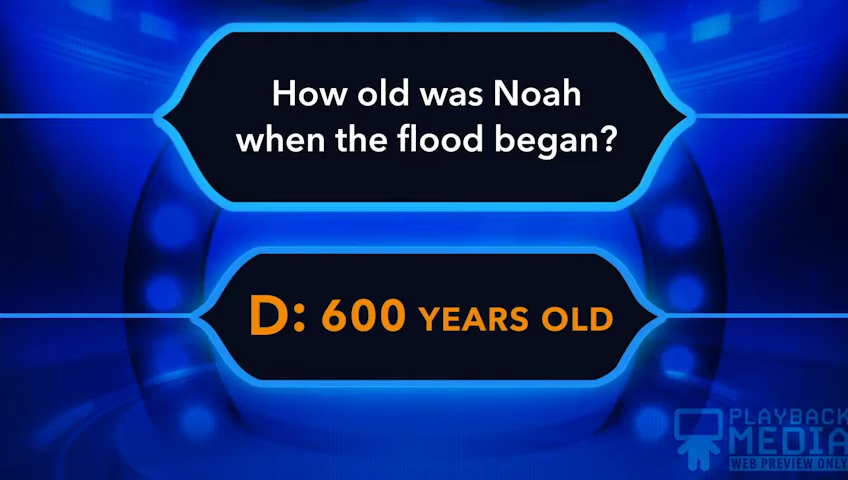 How old was Noah
when the flood began?
D: 600 YEARS OLD
PLAYBACK
MEDIA
WEB PREVIEW ONLY